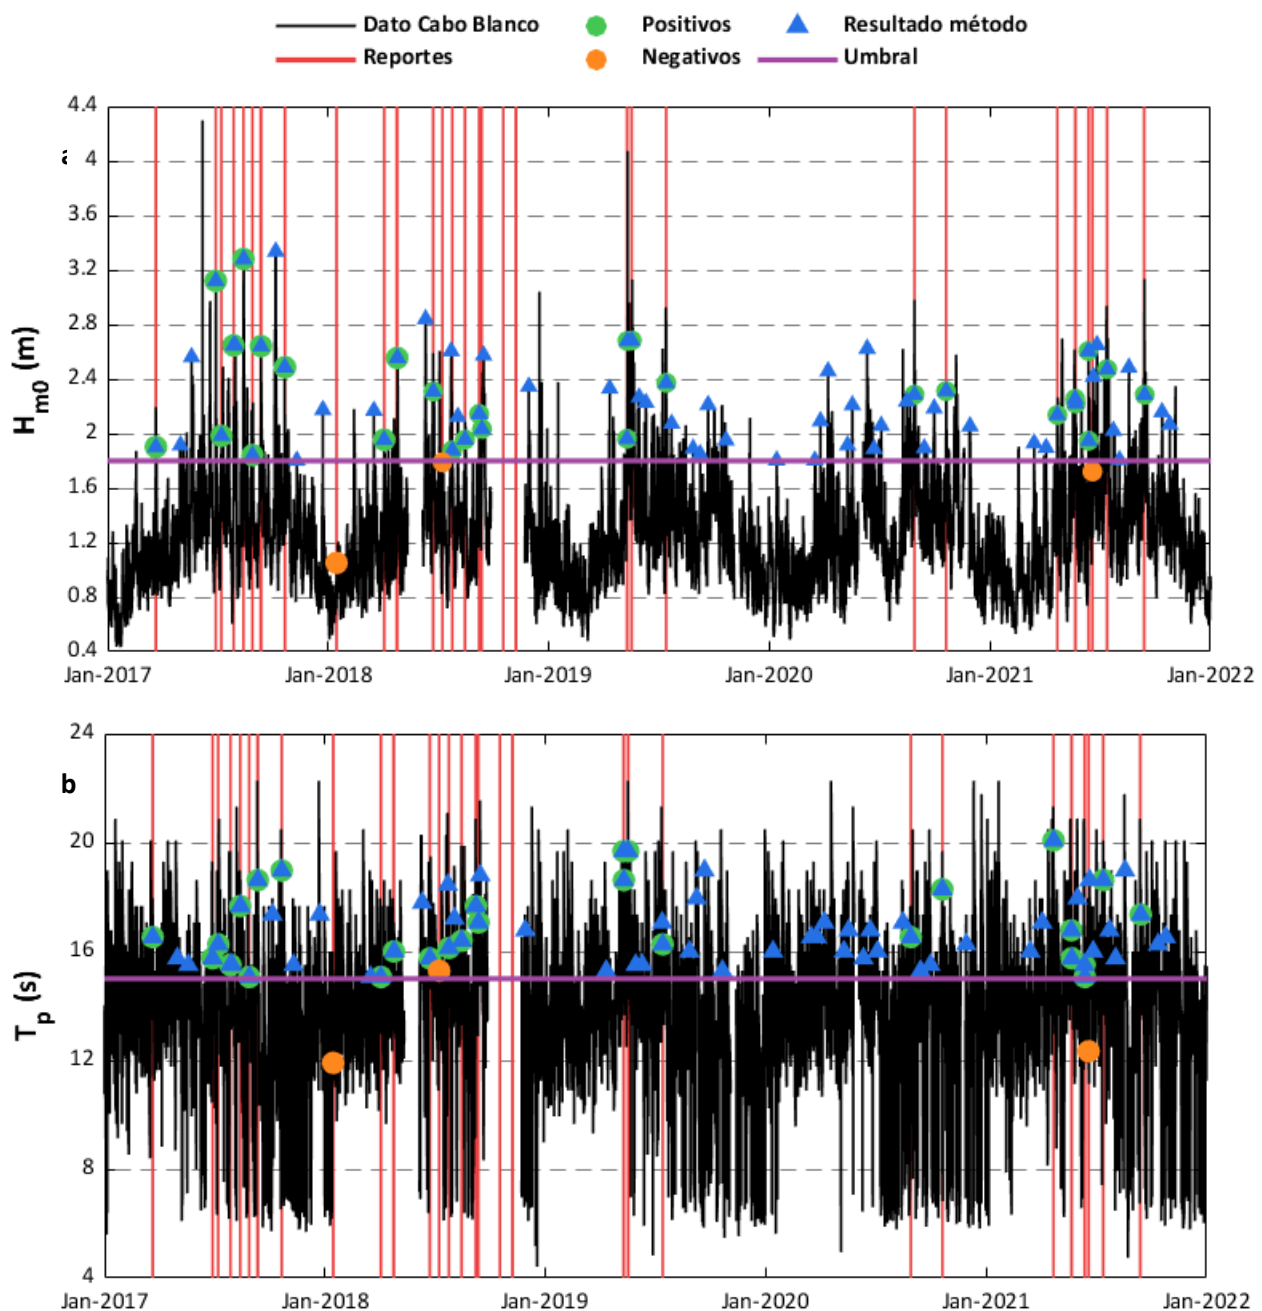 Dato Cabo Blanco Positivos Resultado método
Reportes Negativos Umbral
4.4
4
3.6
3.2
2.8
2.4
2
1.6
1.2
0.8
0.4
H m0 (m)
Jan-2017 Jan-2018 Jan-2019 Jan-2020 Jan-2021 Jan-2022
b
24
20
16
12
8
4
T p (s)
Jan-2017 Jan-2018 Jan-2019 Jan-2020 Jan-2021 Jan-2022